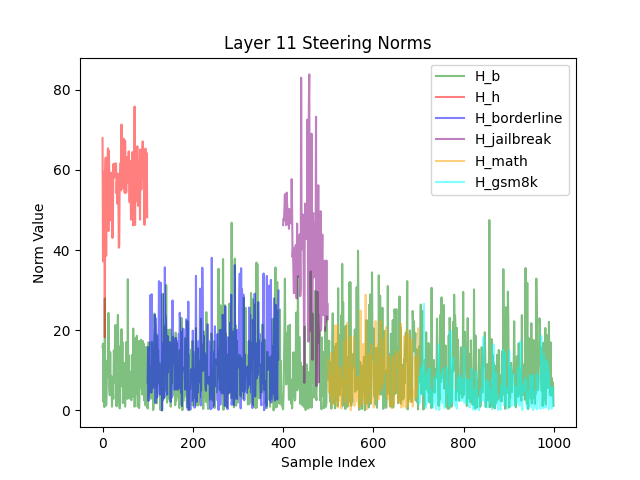 Layer 11 Steering Norms
Norm Value
80
60
40
20
0
0
200
400
600
800
1000
Sample Index
H_b
H_h
H_borderline
H_jailbreak
H_math
H_gsm8k